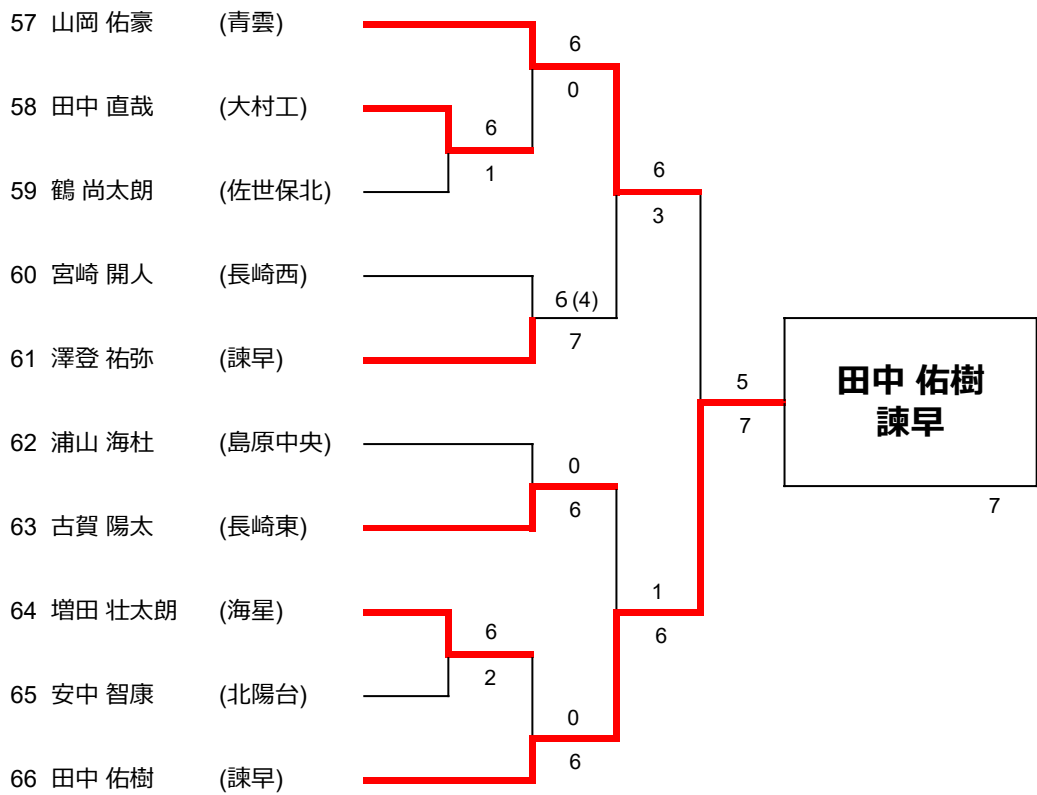 57 山岡 佑豪 (青雲)
6
0
58 田中 直哉 (大村工)
6
1
59 鶴 尚太朗 (佐世保北)
6
3
60 宮崎 開人 (長崎西)
6(4)
7
61 澤登 祐弥 (諫早)
5
7
田中 佑樹
諫早
7
62 浦山 海杜 (島原中央)
0
6
63 古賀 陽太 (長崎東)
1
6
64 増田 壮太朗 (海星)
6
2
65 安中 智康 (北陽台)
0
6
66 田中 佑樹 (諫早)